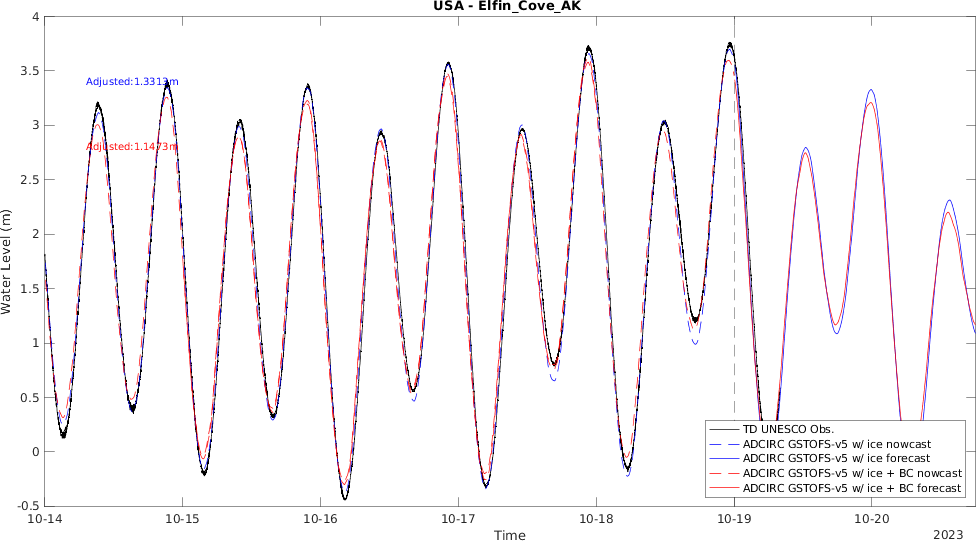 USA - Elfin_Cove_AK
4
3.5
3
2.5
2
1.5
1
0.5
0
-0.5
Water Level (m)
Adjusted:1.3313m
Adjusted:1.1473m
TD UNESCO Obs.
ADCIRC GSTOFS-v5 w/ ice nowcast
ADCIRC GSTOFS-v5 w/ ice forecast
ADCIRC GSTOFS-v5 w/ ice + BC nowcast
ADCIRC GSTOFS-v5 w/ ice + BC forecast
10-14 10-15 10-16 10-17 10-18 10-19 10-20
Time
2023